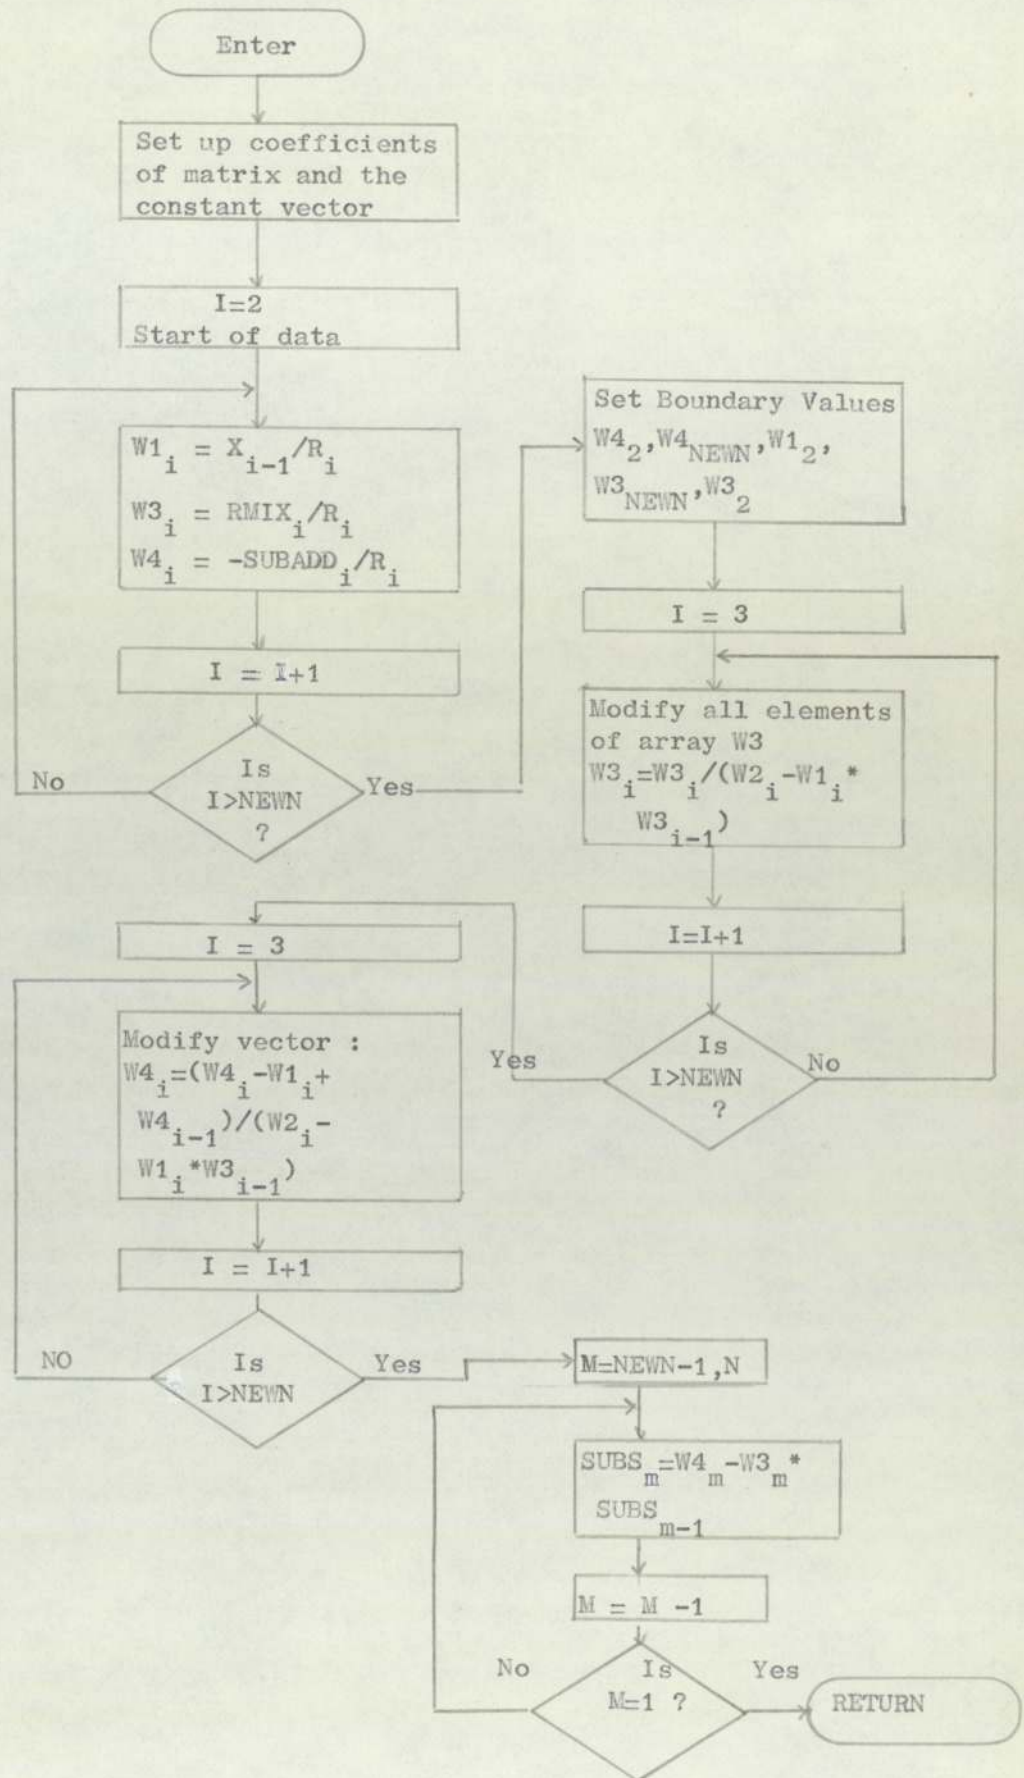 Enter
Set up coefficients
of matrix and the
constant vector
I=2
Start of data
W1i = Xi-1/Ri
W3i = RMIXi/Ri
W4i = -SUBADDi/Ri
I = I+1
Is
I>NEWN
?
No
Yes
Set Boundary Values
W42,W4NEWN,W12,
W3NEWN,W32
I = 3
Modify all elements
of array W3
W3i=W3i/(W2i-W1i*
W3i-1)
I=I+1
Is
I>NEWN
?
No
Yes
I = 3
Modify vector :
W4i=(W4i-W1i+
W4i-1)/(W2i-
W1i*W3i-1)
I = I+1
Is
I>NEWN
NO
Yes
M=NEWN-1,N
SUBSm=W4m-W3m*
SUBSm-1
M = M -1
Is
M=1 ?
No
Yes
RETURN